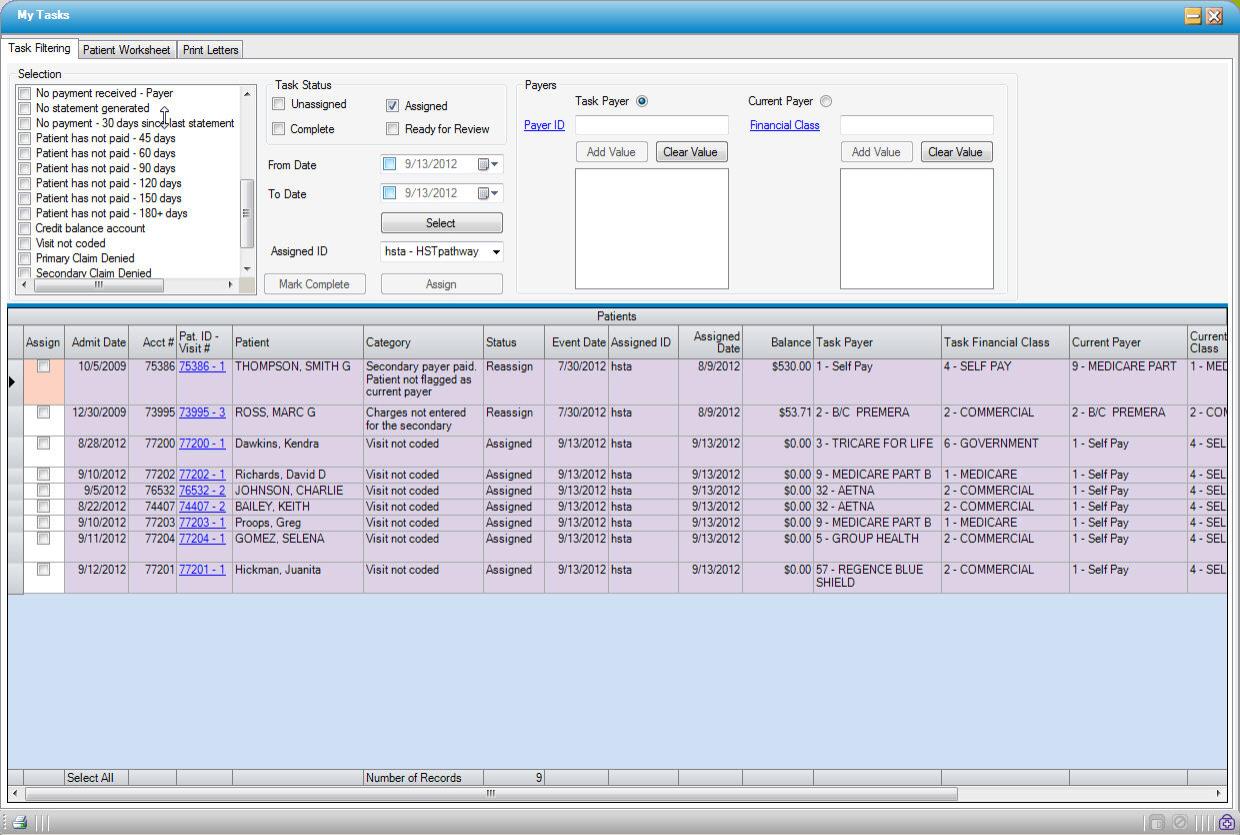 My Tasks
Task Filtering Patient Worksheet Print Letters
Selection
No payment received - Payer
No statement generated
No payment - 30 days since last statement
Patient has not paid - 45 days
Patient has not paid - 60 days
Patient has not paid - 90 days
Patient has not paid - 120 days
Patient has not paid - 150 days
Patient has not paid - 180+ days
Credit balance account
Visit not coded
Primary Claim Denied
Secondary Claim Denied
Task Status
Unassigned Assigned
Complete Ready for Review
From Date 9/13/2012
To Date 9/13/2012
Select
Assigned ID hsta - HSTpathway
Mark Complete Assign
Payers
Task Payer Current Payer
Payer ID Financial Class
Add Value Clear Value Add Value Clear Value
Patients
Assign Admit Date Acct # Pat. ID - Visit # Patient Category Status Event Date Assigned ID Assigned Date Balance Task Payer Task Financial Class Current Payer Current Class
10/5/2009 75386 75386 - 1 THOMPSON, SMITH G Secondary payer paid. Reassign 7/30/2012 hsta 8/9/2012 $530.00 1 - Self Pay 4 - SELF PAY 9 - MEDICARE PART 1 - MED
Patient not flagged as
current payer
12/30/2009 73995 73995 - 3 ROSS, MARC G Charges not entered Reassign 7/30/2012 hsta 8/9/2012 $53.71 2 - B/C PREMERA 2 - COMMERCIAL 2 - B/C PREMERA 2 - COM
for the secondary
8/28/2012 77200 77200 - 1 Dawkins, Kendra Visit not coded Assigned 9/13/2012 hsta 9/13/2012 $0.00 3 - TRICARE FOR LIFE 6 - GOVERNMENT 1 - Self Pay 4 - SEL
9/10/2012 77202 77202 - 1 Richards, David D Visit not coded Assigned 9/13/2012 hsta 9/13/2012 $0.00 9 - MEDICARE PART B 1 - MEDICARE 1 - Self Pay 4 - SEL
9/5/2012 76532 76532 - 2 JOHNSON, CHARLIE Visit not coded Assigned 9/13/2012 hsta 9/13/2012 $0.00 32 - AETNA 2 - COMMERCIAL 1 - Self Pay 4 - SEL
8/22/2012 74407 74407 - 2 BAILEY, KEITH Visit not coded Assigned 9/13/2012 hsta 9/13/2012 $0.00 32 - AETNA 2 - COMMERCIAL 1 - Self Pay 4 - SEL
9/10/2012 77203 77203 - 1 Proops, Greg Visit not coded Assigned 9/13/2012 hsta 9/13/2012 $0.00 9 - MEDICARE PART B 1 - MEDICARE 1 - Self Pay 4 - SEL
9/11/2012 77204 77204 - 1 GOMEZ, SELENA Visit not coded Assigned 9/13/2012 hsta 9/13/2012 $0.00 5 - GROUP HEALTH 2 - COMMERCIAL 1 - Self Pay 4 - SEL
9/12/2012 77201 77201 - 1 Hickman, Juanita Visit not coded Assigned 9/13/2012 hsta 9/13/2012 $0.00 57 - REGENCE BLUE 2 - COMMERCIAL 1 - Self Pay 4 - SEL
SHIELD
Select All Number of Records 9